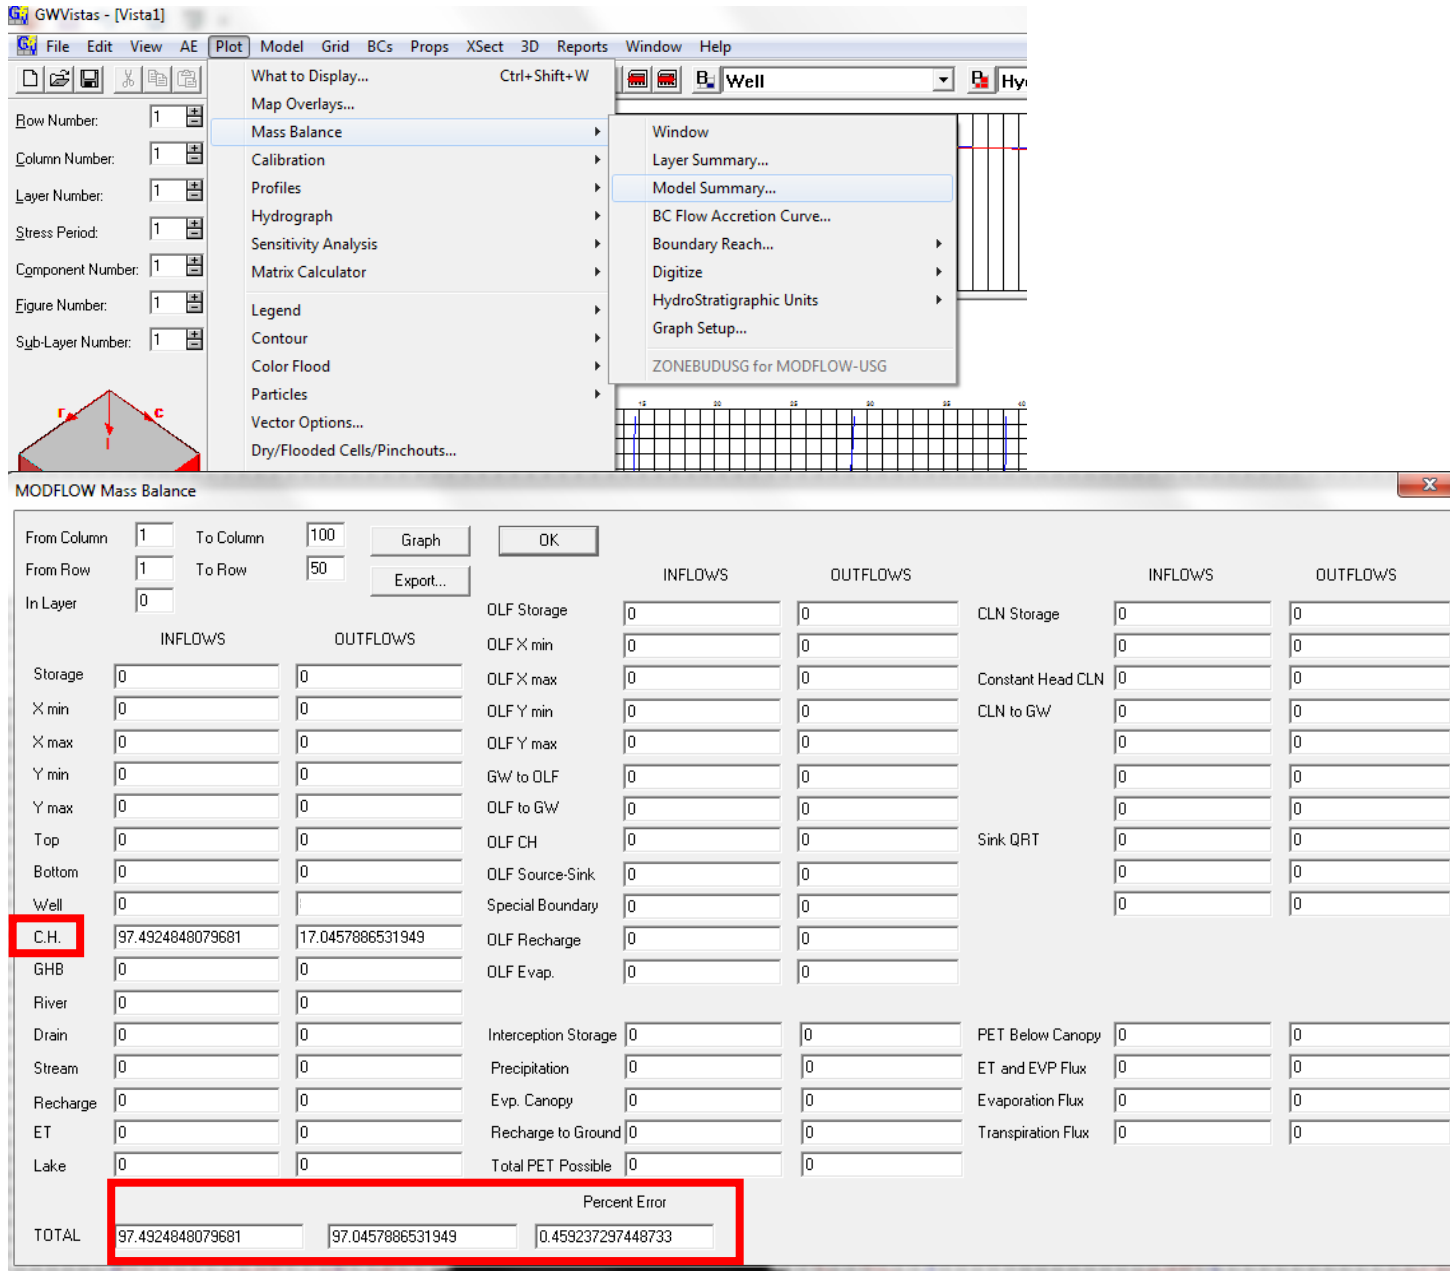 GWVistas - [Vista1]
File Edit View AE Plot Model Grid BCs Props XSect 3D Reports Window Help
What to Display... Ctrl+Shift+W
Well
Map Overlays...
Row Number: 1
Mass Balance
Window
Column Number: 1
Calibration
Layer Summary...
Layer Number: 1
Profiles
Model Summary...
Stress Period: 1
Hydrograph
BC Flow Accretion Curve...
Component Number: 1
Sensitivity Analysis
Boundary Reach...
Matrix Calculator
Digitize
Figure Number: 1
Legend
HydroStratigraphic Units
Sub-Layer Number: 1
Contour
Graph Setup...
Color Flood
ZONEBUDUSG for MODFLOW-USG
Particles
15 20 25 30 35 40
r c
l
Vector Options...
Dry/Flooded Cells/Pinchouts...
MODFLOW Mass Balance
From Column 1 To Column 100 Graph OK
From Row 1 To Row 50 Export...
In Layer 0
INFLOWS OUTFLOWS
Storage 0 0
X min 0 0
X max 0 0
Y min 0 0
Y max 0 0
Top 0 0
Bottom 0 0
Well 0
C.H. 97.4924848079681 17.0457886531949
GHB 0 0
River 0 0
Drain 0 0
Stream 0 0
Recharge 0 0
ET 0 0
Lake 0 0
INFLOWS OUTFLOWS
OLF Storage 0 0
OLF X min 0 0
OLF X max 0 0
OLF Y min 0 0
OLF Y max 0 0
GW to OLF 0 0
OLF to GW 0 0
OLF CH 0 0
OLF Source-Sink 0 0
Special Boundary 0 0
OLF Recharge 0 0
OLF Evap. 0 0
Interception Storage 0 0
Precipitation 0 0
Evp. Canopy 0 0
Recharge to Ground 0 0
Total PET Possible 0 0
INFLOWS OUTFLOWS
CLN Storage 0 0
0 0
Constant Head CLN 0 0
CLN to GW 0 0
0 0
0 0
0 0
Sink QRT 0 0
0 0
0 0
PET Below Canopy 0 0
ET and EVP Flux 0 0
Evaporation Flux 0 0
Transpiration Flux 0 0
Percent Error
TOTAL 97.4924848079681 97.0457886531949 0.459237297448733